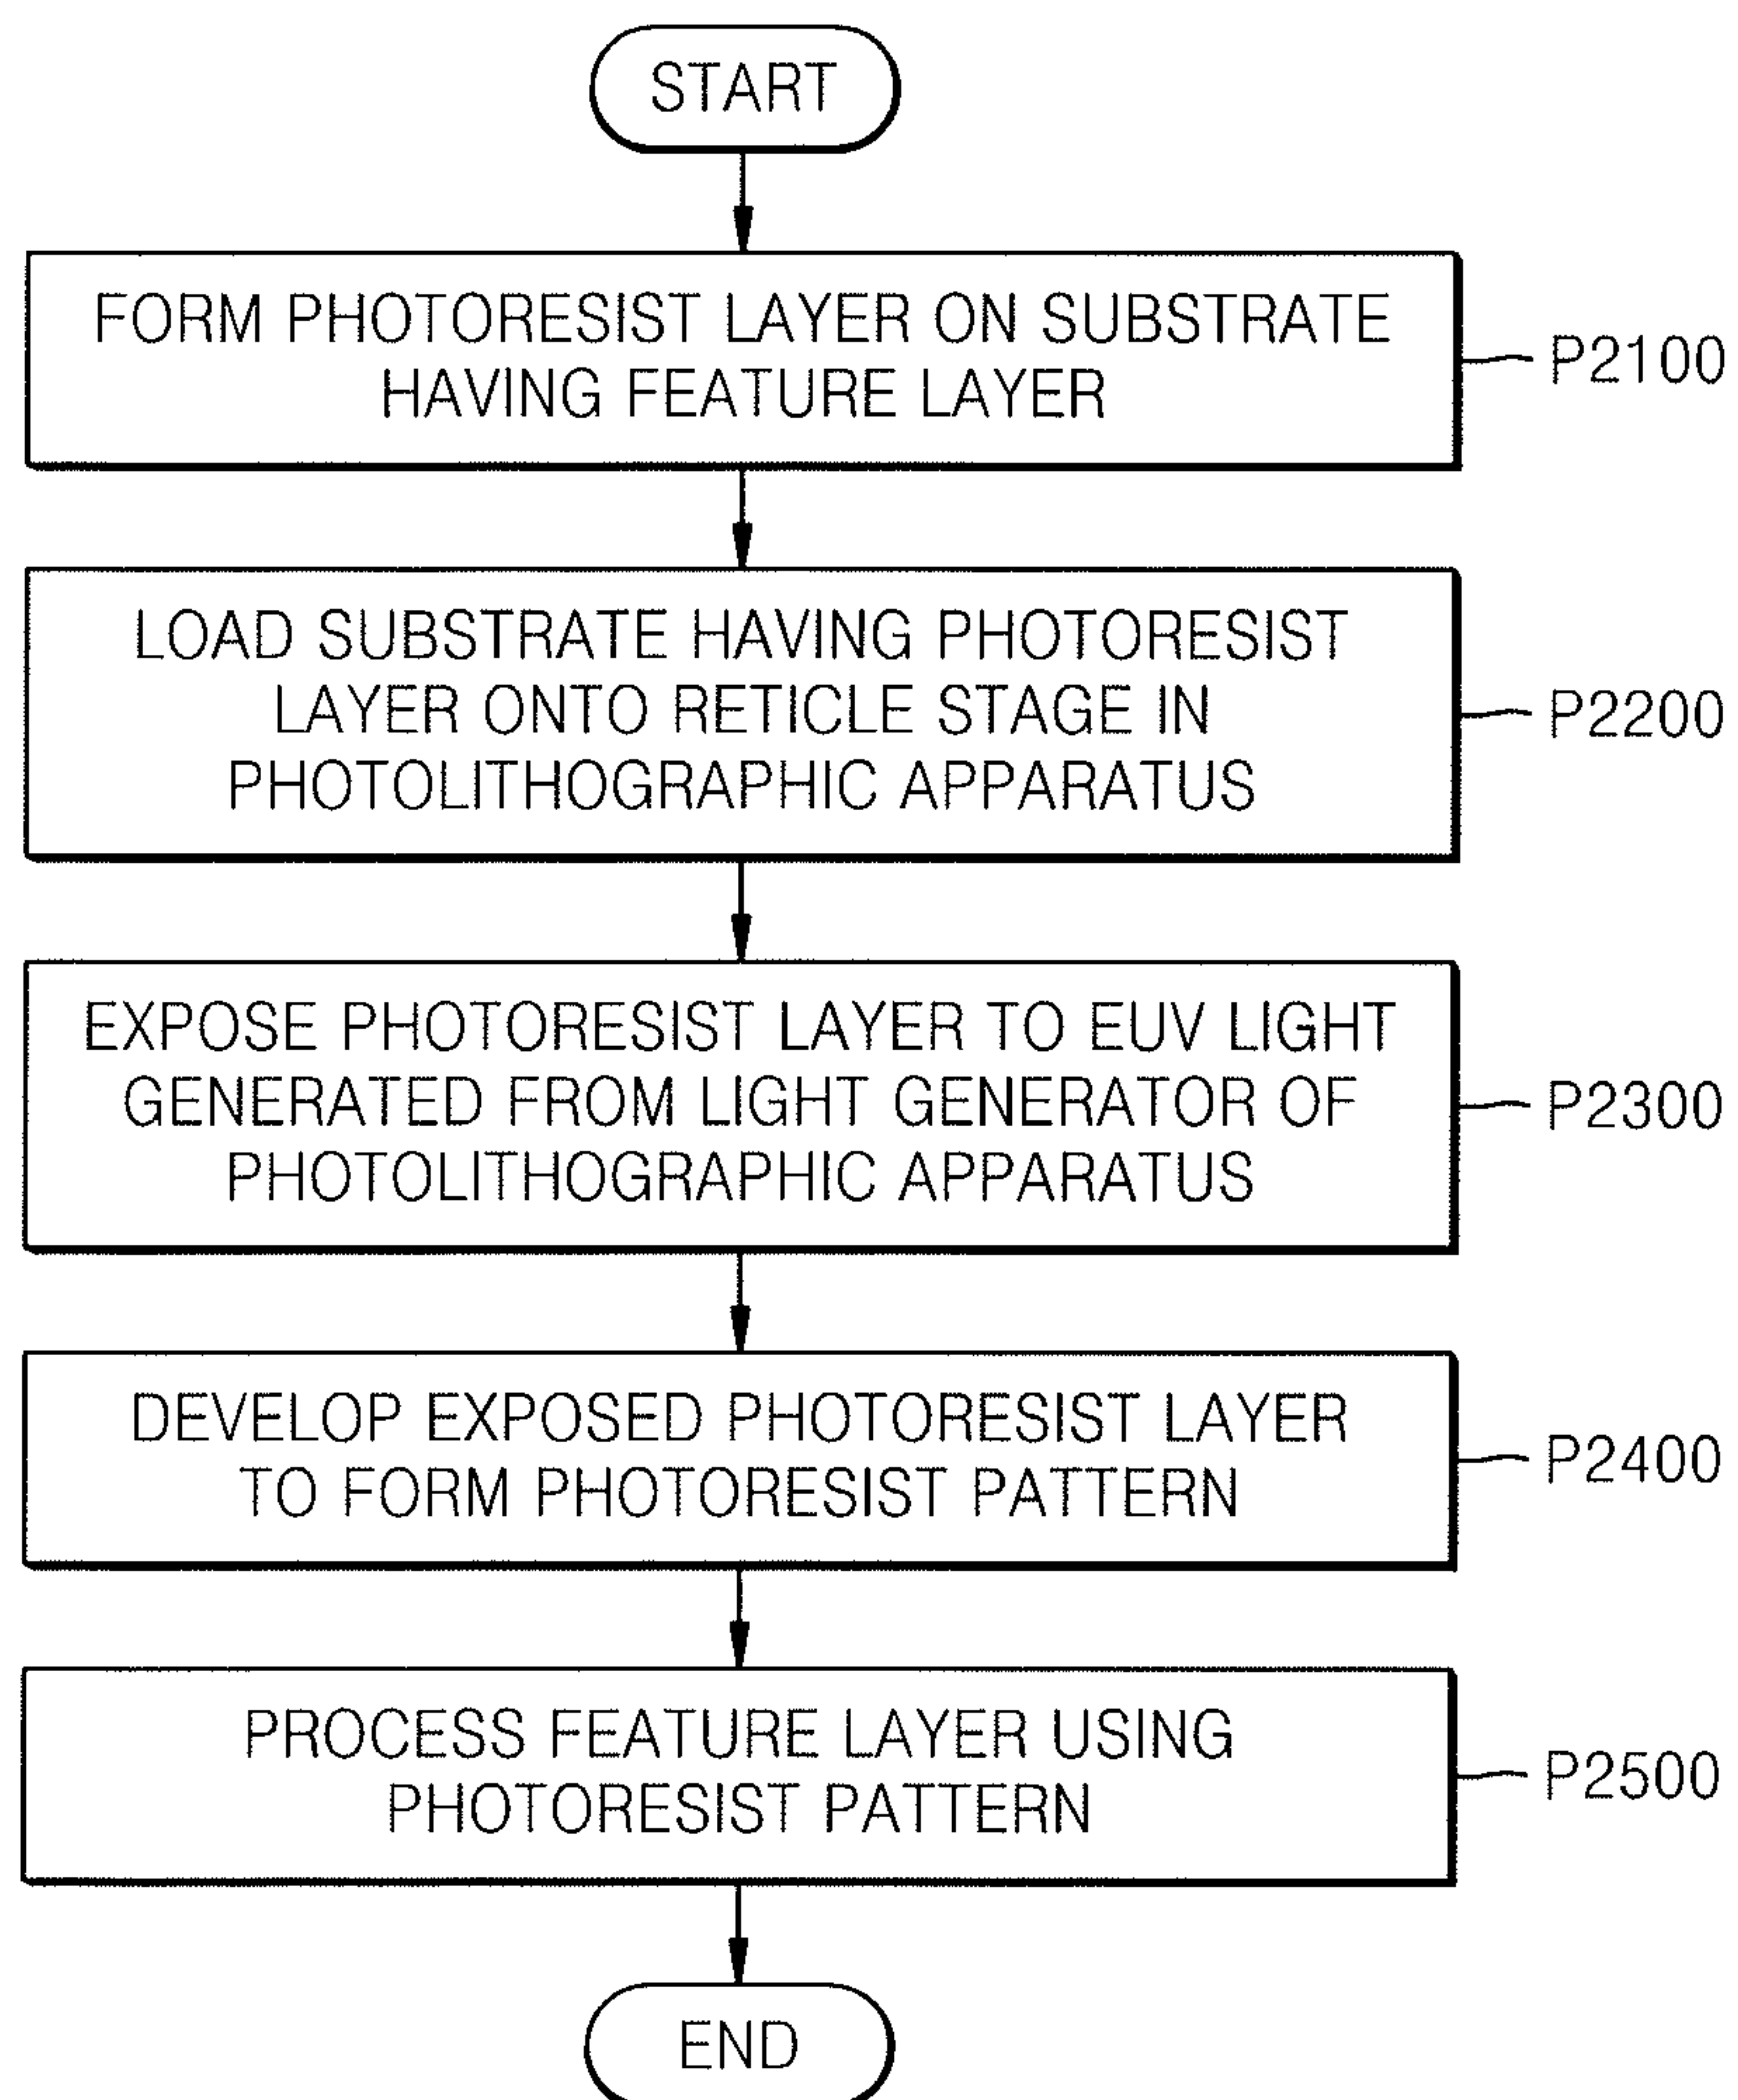 START
FORM PHOTORESIST LAYER ON SUBSTRATE
HAVING FEATURE LAYER
P2100
LOAD SUBSTRATE HAVING PHOTORESIST
LAYER ONTO RETICLE STAGE IN
PHOTOLITHOGRAPHIC APPARATUS
P2200
EXPOSE PHOTORESIST LAYER TO EUV LIGHT
GENERATED FROM LIGHT GENERATOR OF
PHOTOLITHOGRAPHIC APPARATUS
P2300
DEVELOP EXPOSED PHOTORESIST LAYER
TO FORM PHOTORESIST PATTERN
P2400
PROCESS FEATURE LAYER USING
PHOTORESIST PATTERN
P2500
END